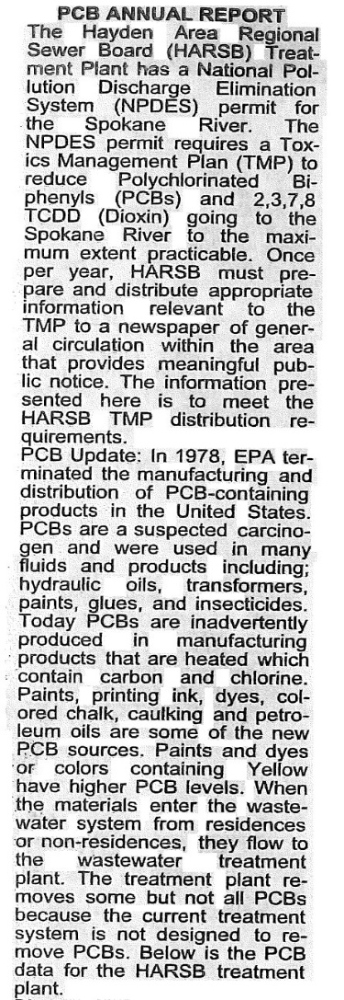 PCB ANNUAL REPORT
The Hayden Area Regional
Sewer Board (HARSB) Treat-
ment Plant has a National Pol-
lution Discharge Elimination
System (NPDES) permit for
the Spokane River. The
NPDES permit requires a Tox-
ics Management Plan (TMP) to
reduce Polychlorinated Bi-
phenyls (PCBs) and 2,3,7,8
TCDD (Dioxin) going to the
Spokane River to the maxi-
mum extent practicable. Once
per year, HARSB must pre-
pare and distribute appropriate
information relevant to the
TMP to a newspaper of gener-
al circulation within the area
that provides meaningful pub-
lic notice. The information pre-
sented here is to meet the
HARSB TMP distribution re-
quirements.
PCB Update: In 1978, EPA ter-
minated the manufacturing and
distribution of PCB-containing
products in the United States.
PCBs are a suspected carcino-
gen and were used in many
fluids and products including;
hydraulic oils, transformers,
paints, glues, and insecticides.
Today PCBs are inadvertently
produced in manufacturing
products that are heated which
contain carbon and chlorine.
Paints, printing ink, dyes, col-
ored chalk, caulking and petro-
leum oils are some of the new
PCB sources. Paints and dyes
or colors containing Yellow
have higher PCB levels. When
the materials enter the waste-
water system from residences
or non-residences, they flow to
the wastewater treatment
plant. The treatment plant re-
moves some but not all PCBs
because the current treatment
system is not designed to re-
move PCBs. Below is the PCB
data for the HARSB treatment
plant.